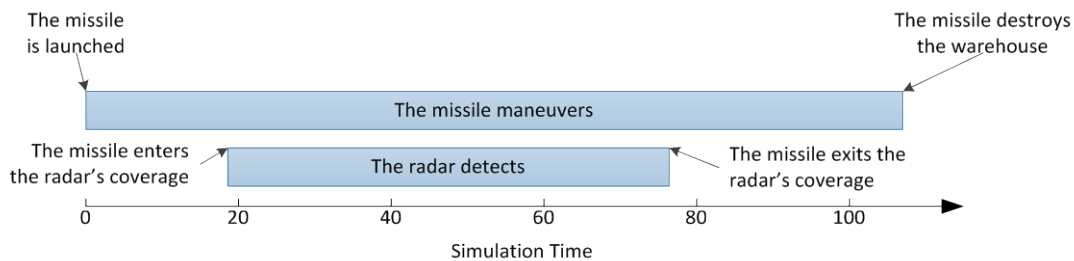 The missile
is launched
The missile destroys
the warehouse
The missile maneuvers
The missile enters
the radar's coverage
The radar detects
The missile exits the
radar's coverage
0 20 40 60 80 100
Simulation Time